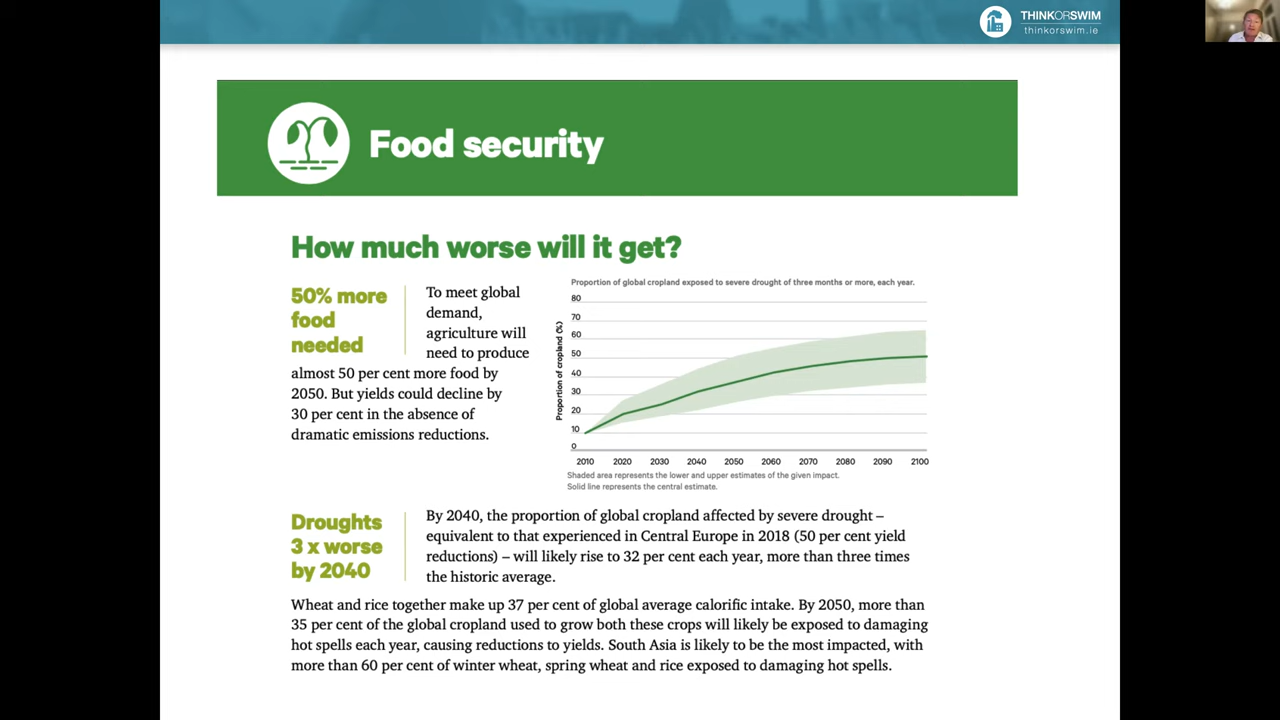 THINKORSWIM
thinkorswim.ie
Food security
How much worse will it get?
50% more
food
needed
To meet global
demand,
agriculture will
need to produce
almost 50 per cent more food by
2050. But yields could decline by
30 per cent in the absence of
dramatic emissions reductions.
Proportion of global cropland exposed to severe drought of three months or more, each year.
Proportion of cropland (%)
80
70
60
50
40
30
20
10
0
2010 2020 2030 2040 2050 2060 2070 2080 2090 2100
Shaded area represents the lower and upper estimates of the given impact.
Solid line represents the central estimate.
Droughts
3 x worse
by 2040
By 2040, the proportion of global cropland affected by severe drought –
equivalent to that experienced in Central Europe in 2018 (50 per cent yield
reductions) – will likely rise to 32 per cent each year, more than three times
the historic average.
Wheat and rice together make up 37 per cent of global average calorific intake. By 2050, more than
35 per cent of the global cropland used to grow both these crops will likely be exposed to damaging
hot spells each year, causing reductions to yields. South Asia is likely to be the most impacted, with
more than 60 per cent of winter wheat, spring wheat and rice exposed to damaging hot spells.